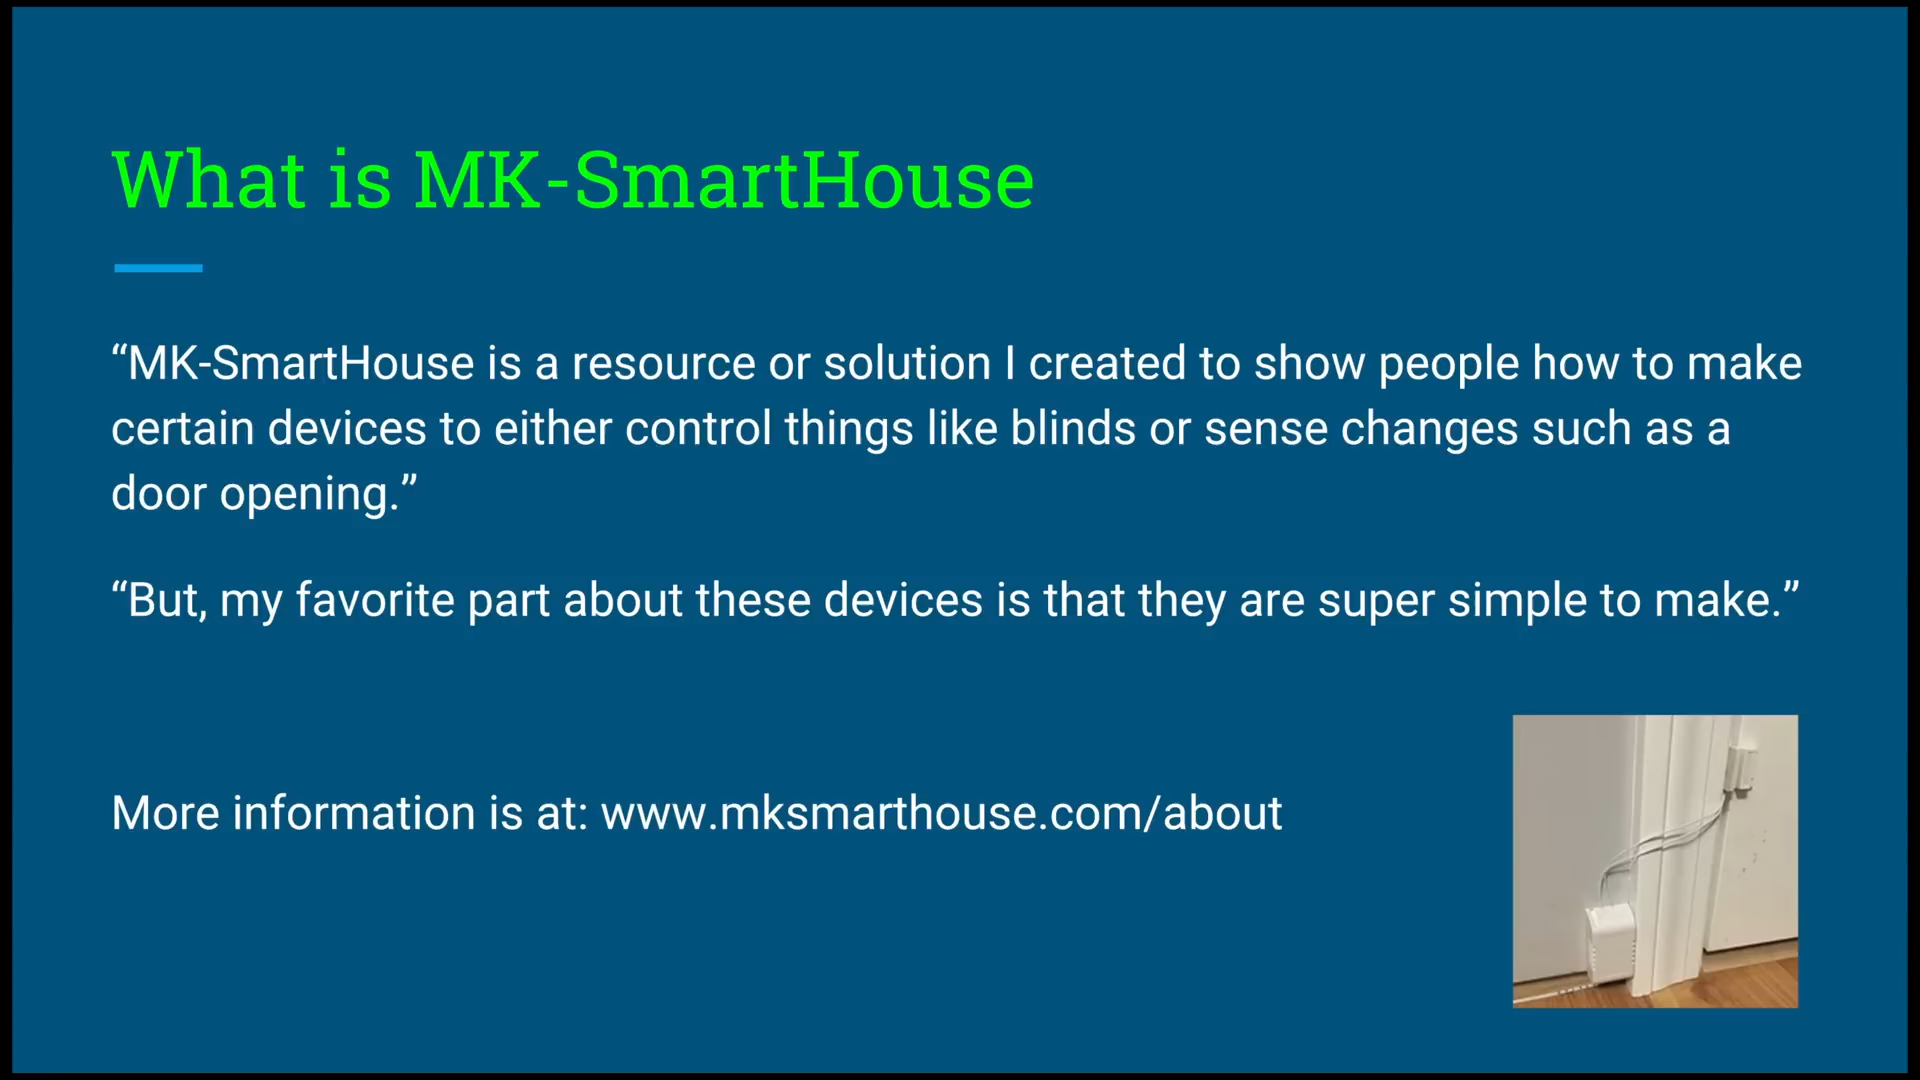 What is MK-SmartHouse
“MK-SmartHouse is a resource or solution I created to show people how to make
certain devices to either control things like blinds or sense changes such as a
door opening.”
“But, my favorite part about these devices is that they are super simple to make.”
More information is at: www.mksmarthouse.com/about